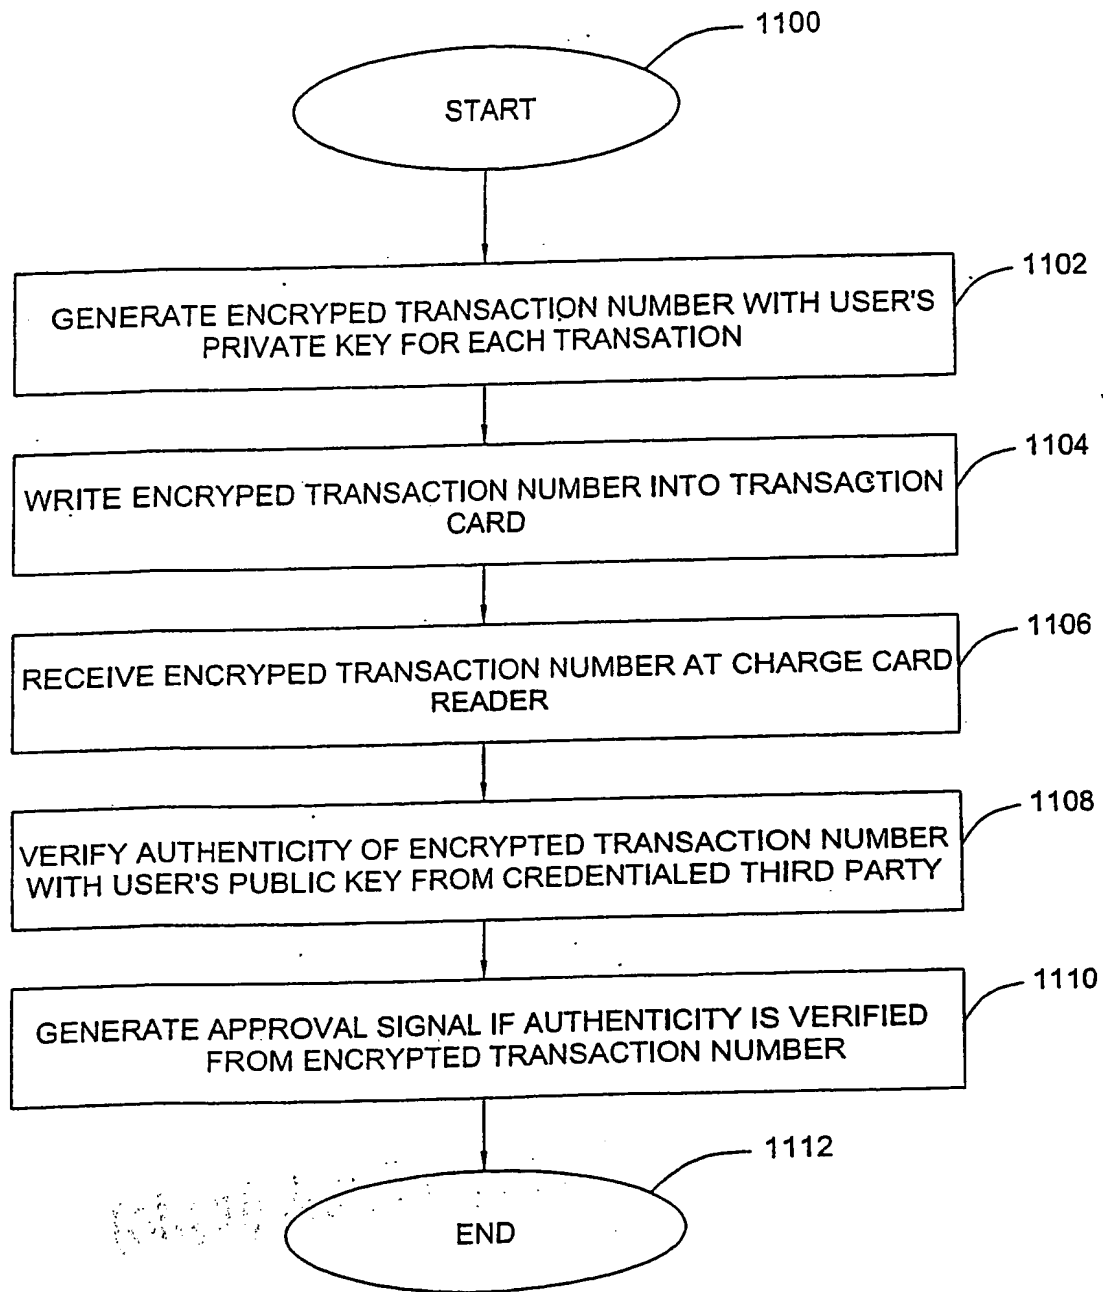 1100
START
1102
GENERATE ENCRYPED TRANSACTION NUMBER WITH USER'S
PRIVATE KEY FOR EACH TRANSATION
1104
WRITE ENCRYPED TRANSACTION NUMBER INTO TRANSACTION
CARD
1106
RECEIVE ENCRYPED TRANSACTION NUMBER AT CHARGE CARD
READER
1108
VERIFY AUTHENTICITY OF ENCRYPTED TRANSACTION NUMBER
WITH USER'S PUBLIC KEY FROM CREDENTIALED THIRD PARTY
1110
GENERATE APPROVAL SIGNAL IF AUTHENTICITY IS VERIFIED
FROM ENCRYPTED TRANSACTION NUMBER
1112
END